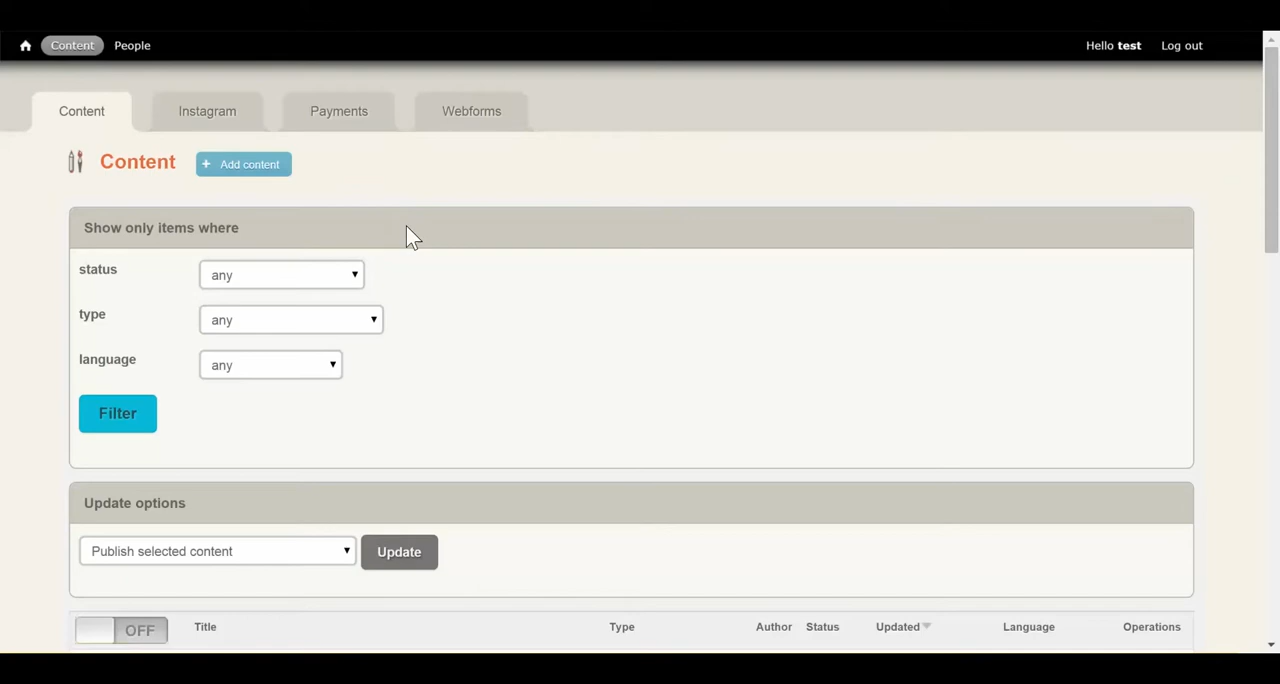 Content People Hello test Log out
Content Instagram Payments Webforms
Content + Add content
Show only items where
status any
type any
language any
Filter
Update options
Publish selected content Update
OFF Title Type Author Status Updated Language Operations